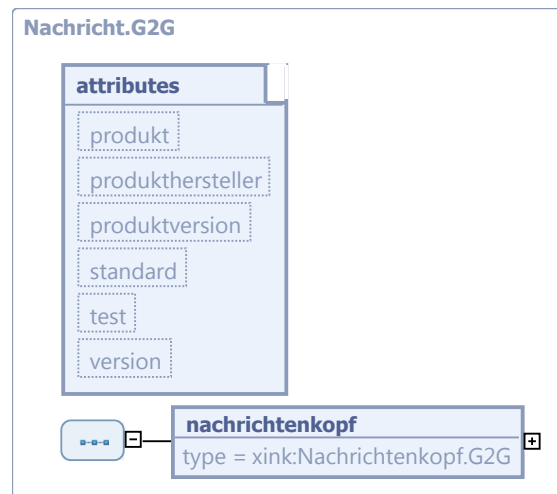 Nachricht.G2G
attributes
produkt
produkthersteller
produktversion
standard
test
version
nachrichtenkopf
type = xink:Nachrichtenkopf.G2G